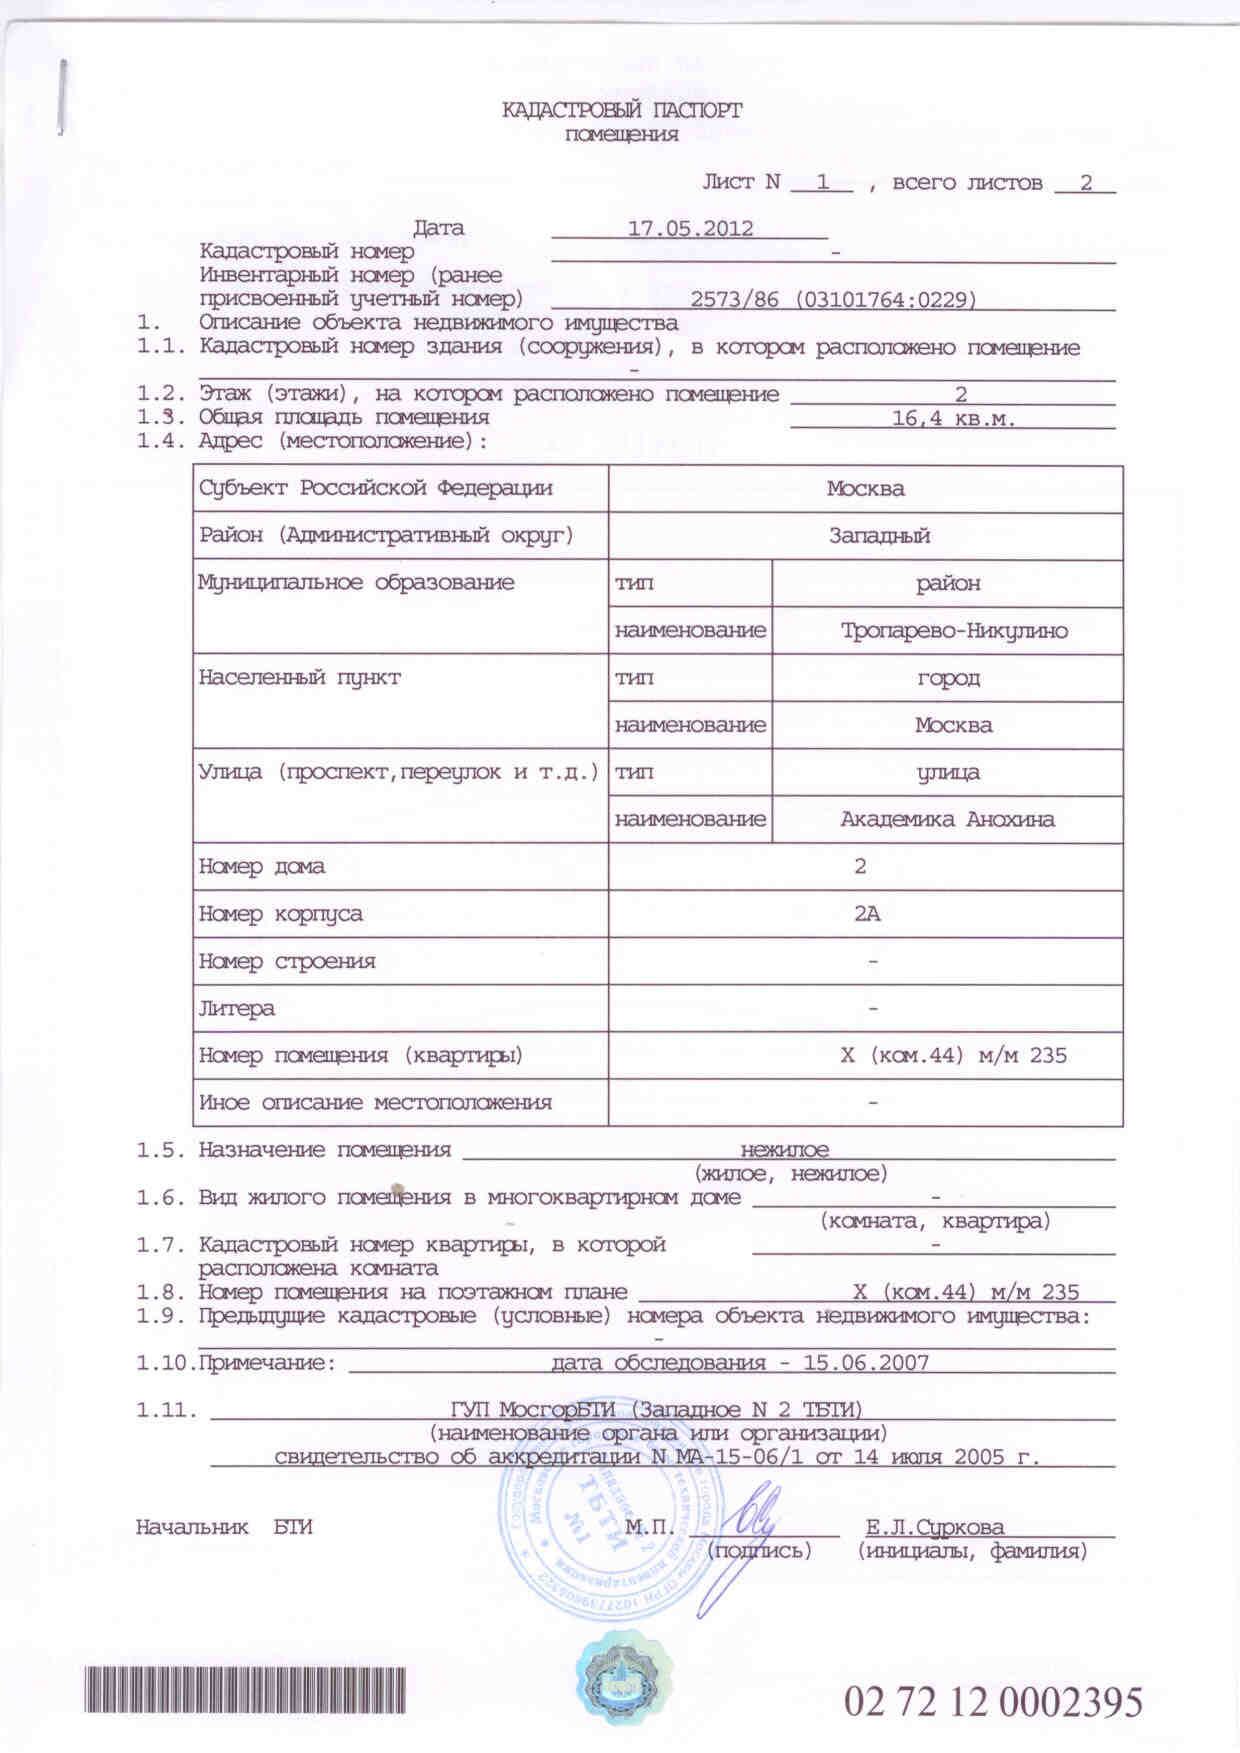 КАДАСТРОВЫЙ ПАСПОРТ
помещения
Лист N 1 , всего листов 2
Дата 17.05.2012
Кадастровый номер -
Инвентарный номер (ранее
присвоенный учетный номер) 2573/86 (03101764:0229)
1. Описание объекта недвижимого имущества
1.1. Кадастровый номер здания (сооружения), в котором расположено помещение
-
1.2. Этаж (этажи), на котором расположено помещение 2
1.3. Общая площадь помещения 16,4 кв.м.
1.4. Адрес (местоположение):
Субъект Российской Федерации Москва
Район (Административный округ) Западный
Муниципальное образование тип район
наименование Тропарево-Никулино
Населенный пункт тип город
наименование Москва
Улица (проспект,переулок и т.д.) тип улица
наименование Академика Анохина
Номер дома 2
Номер корпуса 2А
Номер строения -
Литера -
Номер помещения (квартиры) X (ком.44) м/м 235
Иное описание местоположения -
1.5. Назначение помещения нежилое
(жилое, нежилое)
1.6. Вид жилого помещения в многоквартирном доме -
(комната, квартира)
1.7. Кадастровый номер квартиры, в которой -
расположена комната
1.8. Номер помещения на поэтажном плане X (ком.44) м/м 235
1.9. Предыдущие кадастровые (условные) номера объекта недвижимого имущества:
-
1.10.Примечание: дата обследования - 15.06.2007
1.11. ГУП МосгорБТИ (Западное N 2 ТБТИ)
(наименование органа или организации)
свидетельство об аккредитации N МА-15-06/1 от 14 июля 2005 г.
ТБТИ
№1
Начальник БТИ М.П. Е.Л.Суркова
(подпись) (инициалы, фамилия)
02 72 12 0002395